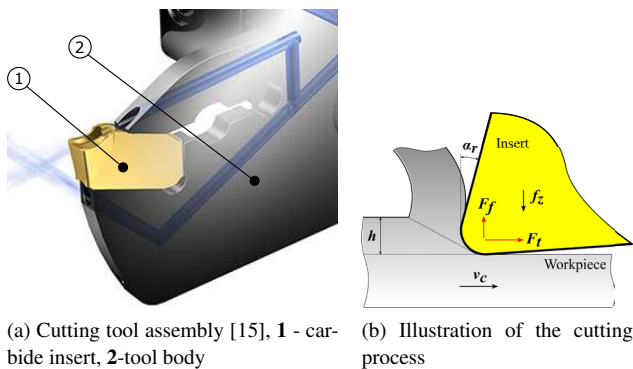 1
2
α_r
Insert
F_f
f_z
h
F_t
Workpiece
v_c
(a) Cutting tool assembly [15], 1 - car-
bide insert, 2-tool body
(b) Illustration of the cutting
process